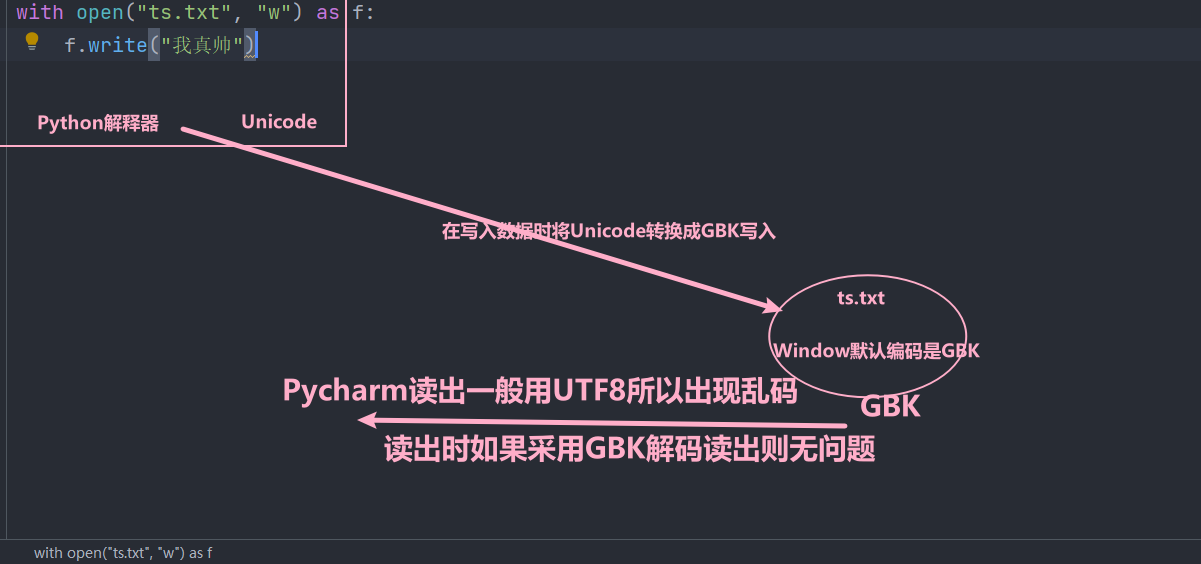 with open("ts.txt", "w") as f:
f.write("我真帅")
Python解释器 Unicode
在写入数据时将Unicode转换成GBK写入
ts.txt
Window默认编码是GBK
Pycharm读出一般用UTF8所以出现乱码
GBK
读出时如果采用GBK解码读出则无问题
with open("ts.txt", "w") as f